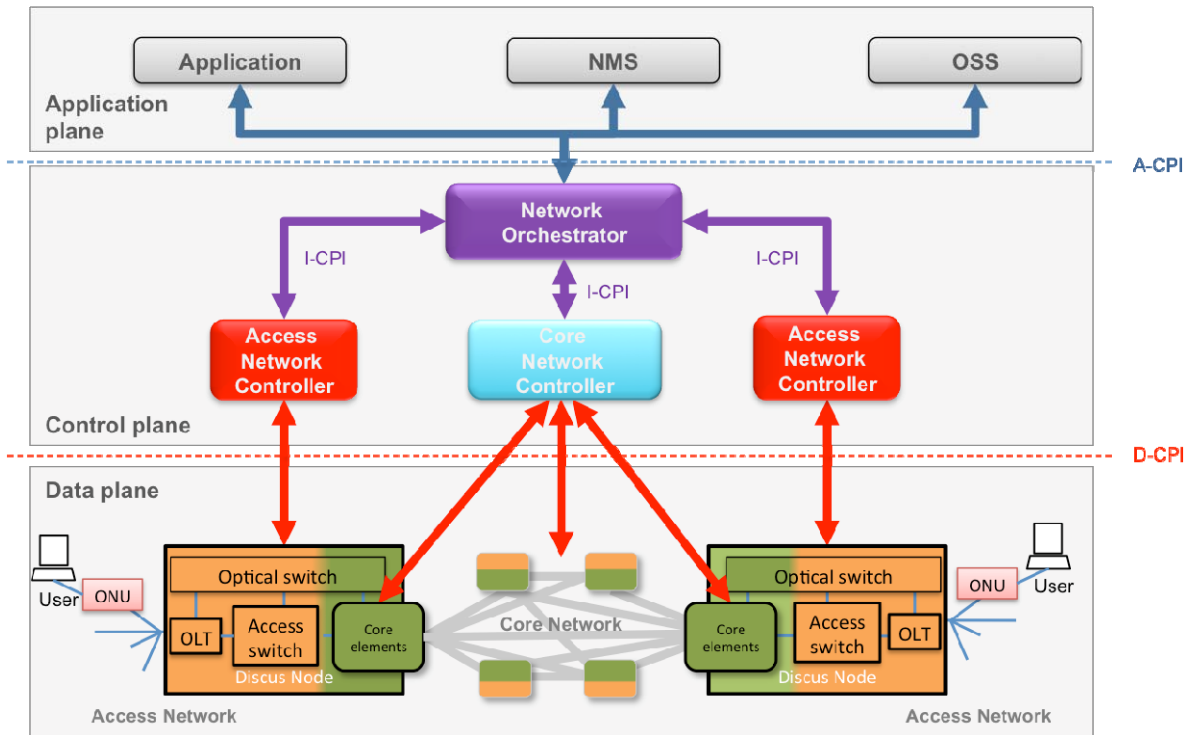 Application
NMS
OSS
Application
plane
A-CPI
Network
Orchestrator
I-CPI
I-CPI
I-CPI
Access
Network
Controller
Core
Network
Controller
Access
Network
Controller
Control plane
D-CPI
Data plane
User
ONU
Optical switch
OLT
Access
switch
Core
elements
Discus Node
Access Network
Core Network
Optical switch
Core
elements
Access
switch
OLT
Discus Node
ONU
User
Access Network